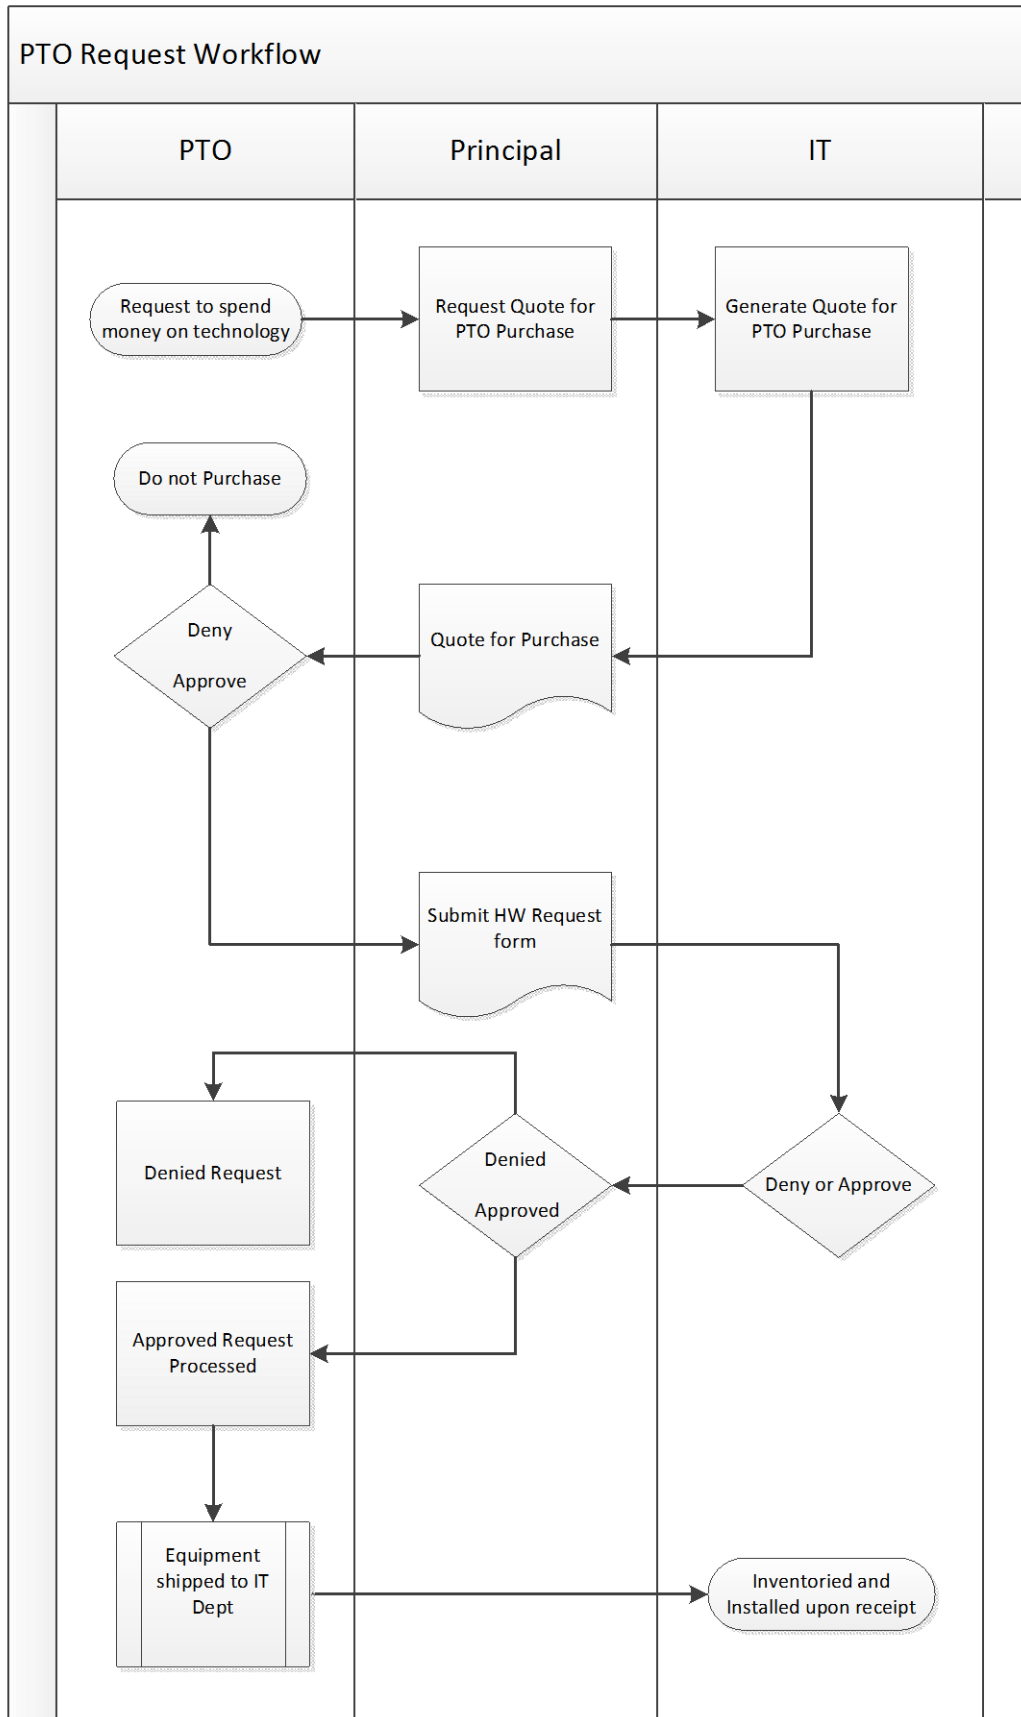 PTO Request Workflow
PTO
Principal
IT
Request to spend
money on technology
Request Quote for
PTO Purchase
Generate Quote for
PTO Purchase
Do not Purchase
Deny
Approve
Quote for Purchase
Submit HW Request
form
Denied Request
Denied
Approved
Deny or Approve
Approved Request
Processed
Equipment
shipped to IT
Dept
Inventoried and
Installed upon receipt